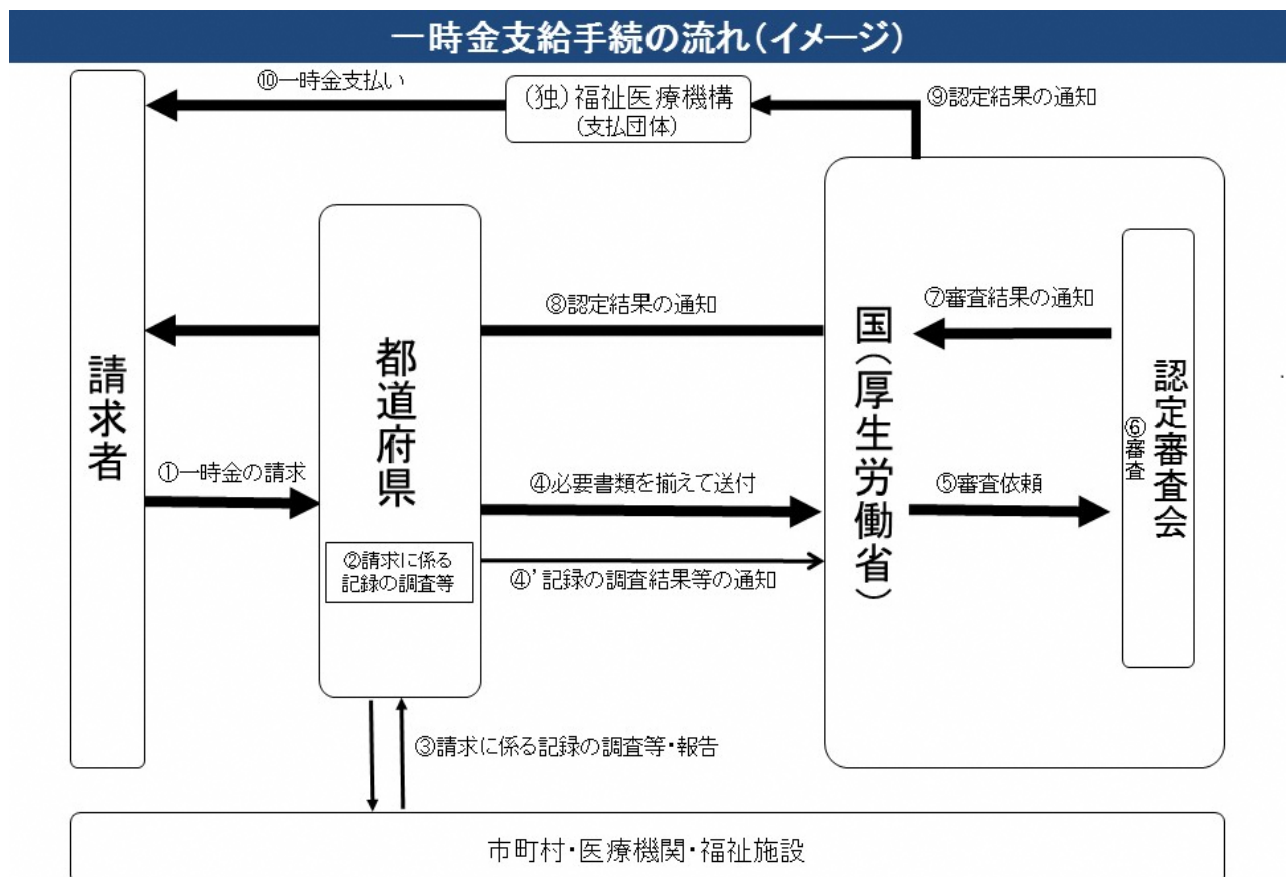 一時金支給手続の流れ(イメージ)
⑩一時金支払い
(独)福祉医療機構
(支払団体)
⑨認定結果の通知
⑧認定結果の通知
⑦審査結果の通知
請求者
都道府県
国(厚生労働省)
認定審査会
⑥審査
①一時金の請求
④必要書類を揃えて送付
⑤審査依頼
②請求に係る
記録の調査等
④’記録の調査結果等の通知
③請求に係る記録の調査等・報告
市町村・医療機関・福祉施設